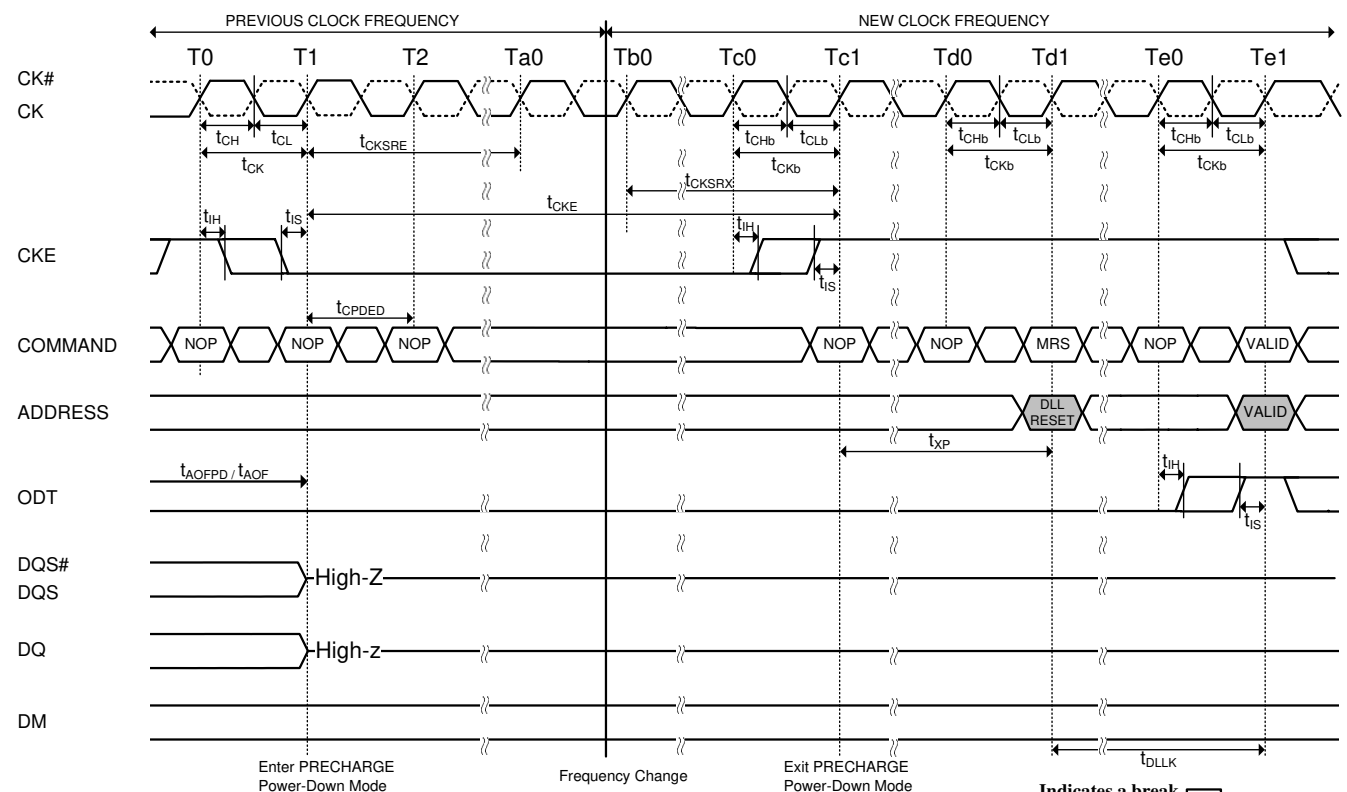 PREVIOUS CLOCK FREQUENCY NEW CLOCK FREQUENCY
T0 T1 T2 Ta0 Tb0 Tc0 Tc1 Td0 Td1 Te0 Te1
CK#
CK
tCH tCL tCKSRE tCHb tCLb tCHb tCLb tCHb tCLb
tCK tCKb tCKb tCKb
tCKSRX
tCKE
tIH tIS tIH
CKE
tIS
tCPDED
COMMAND NOP NOP NOP NOP NOP MRS NOP VALID
ADDRESS DLL RESET VALID
tXP
tAOFPD / tAOF tIH
ODT
tIS
DQS#
DQS High-Z
DQ High-z
DM
tDLLK
Enter PRECHARGE
Power-Down Mode
Frequency Change
Exit PRECHARGE
Power-Down Mode
Indicates a break